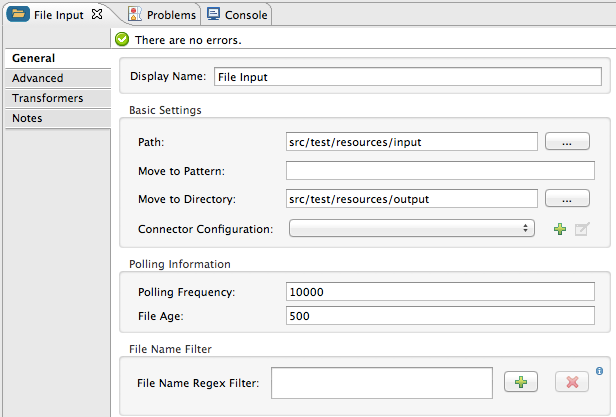 File Input Problems Console
There are no errors.
General
Advanced
Transformers
Notes
Display Name: File Input
Basic Settings
Path: src/test/resources/input ...
Move to Pattern:
Move to Directory: src/test/resources/output ...
Connector Configuration:
Polling Information
Polling Frequency: 10000
File Age: 500
File Name Filter
File Name Regex Filter: